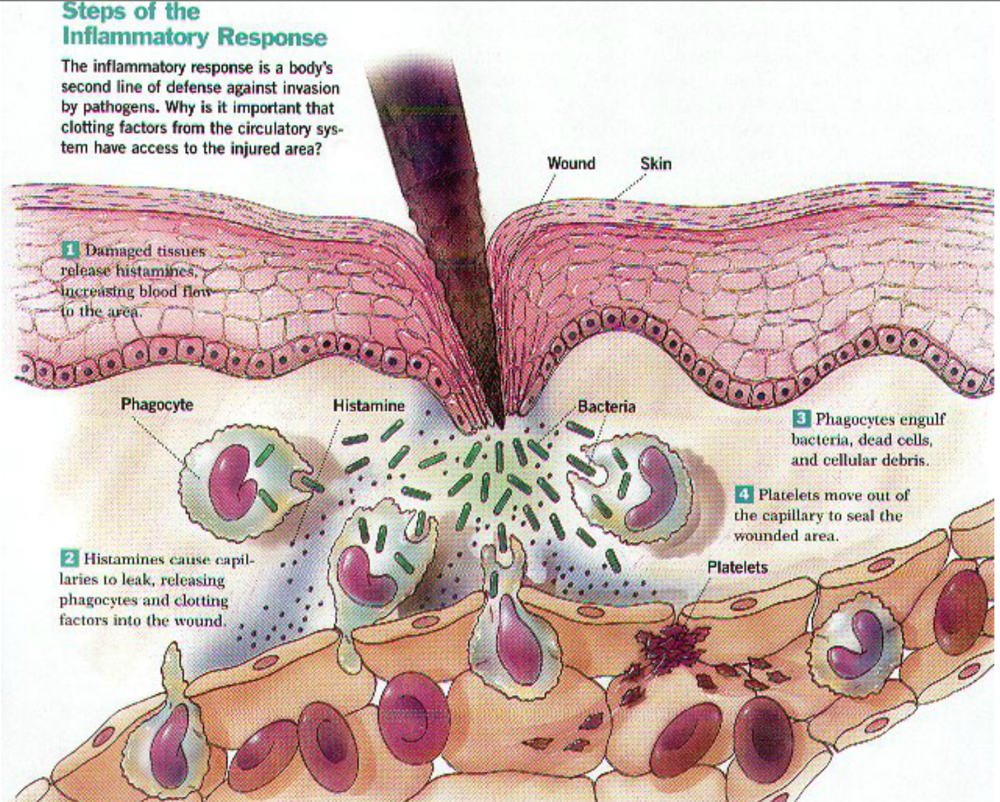 Steps of the
Inflammatory Response
The inflammatory response is a body's
second line of defense against invasion
by pathogens. Why is it important that
clotting factors from the circulatory sys-
tem have access to the injured area?
Wound
Skin
1 Damaged tissues
release histamines,
increasing blood flow
to the area.
Phagocyte
Histamine
Bacteria
3 Phagocytes engulf
bacteria, dead cells,
and cellular debris.
4 Platelets move out of
the capillary to seal the
wounded area.
2 Histamines cause capil-
laries to leak, releasing
phagocytes and clotting
factors into the wound.
Platelets